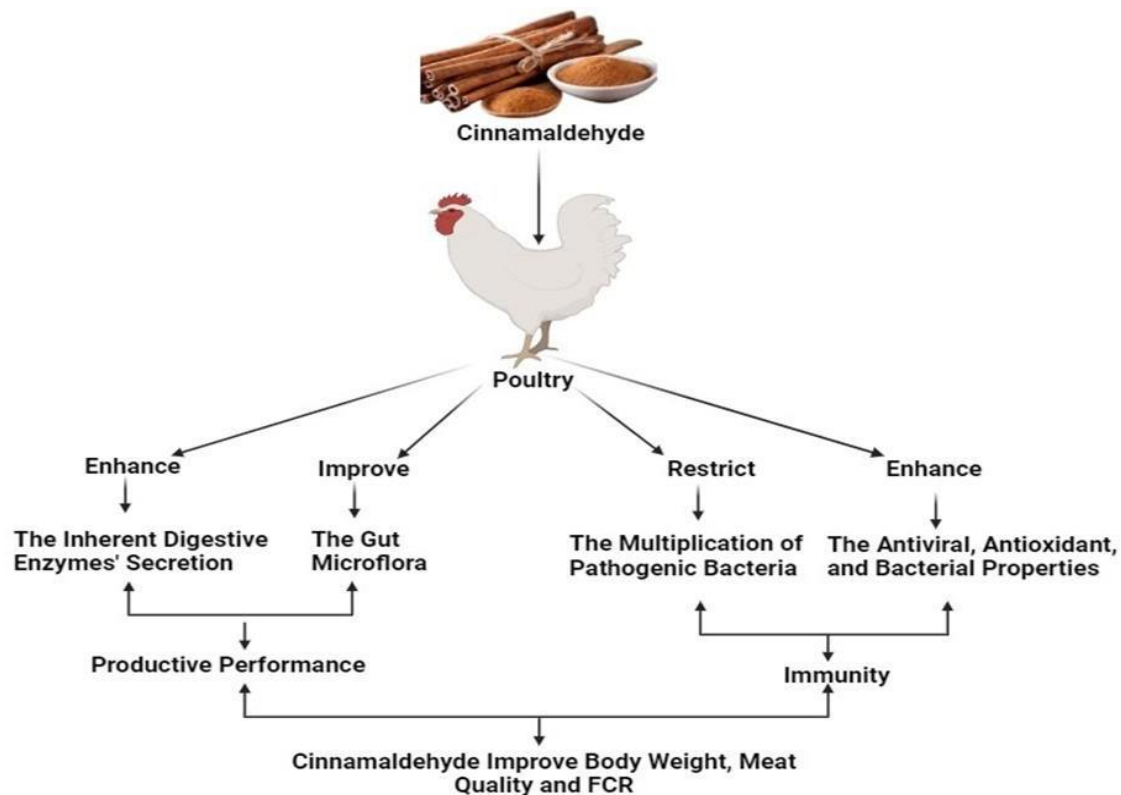 Cinnamaldehyde
Poultry
Enhance
Improve
Restrict
Enhance
The Inherent Digestive
Enzymes' Secretion
The Gut
Microflora
The Multiplication of
Pathogenic Bacteria
The Antiviral, Antioxidant,
and Bacterial Properties
Productive Performance
Immunity
Cinnamaldehyde Improve Body Weight, Meat
Quality and FCR